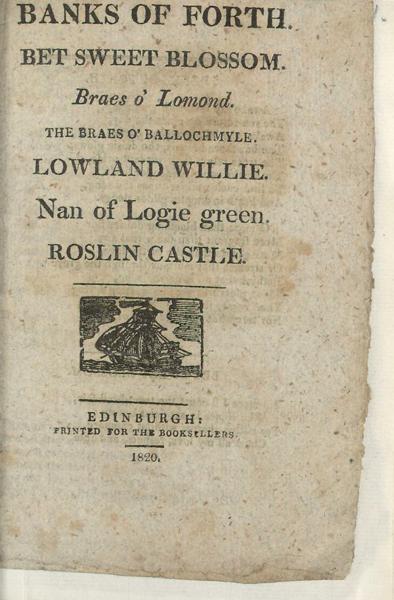 BANKS OF FORTH.
BET SWEET BLOSSOM.
Braes o' Lomond.
THE BRAES O' BALLOCHMYLE.
LOWLAND WILLIE.
Nan of Logie green.
ROSLIN CASTLE.
EDINBURGH:
PRINTED FOR THE BOOKSELLERS.
1820.